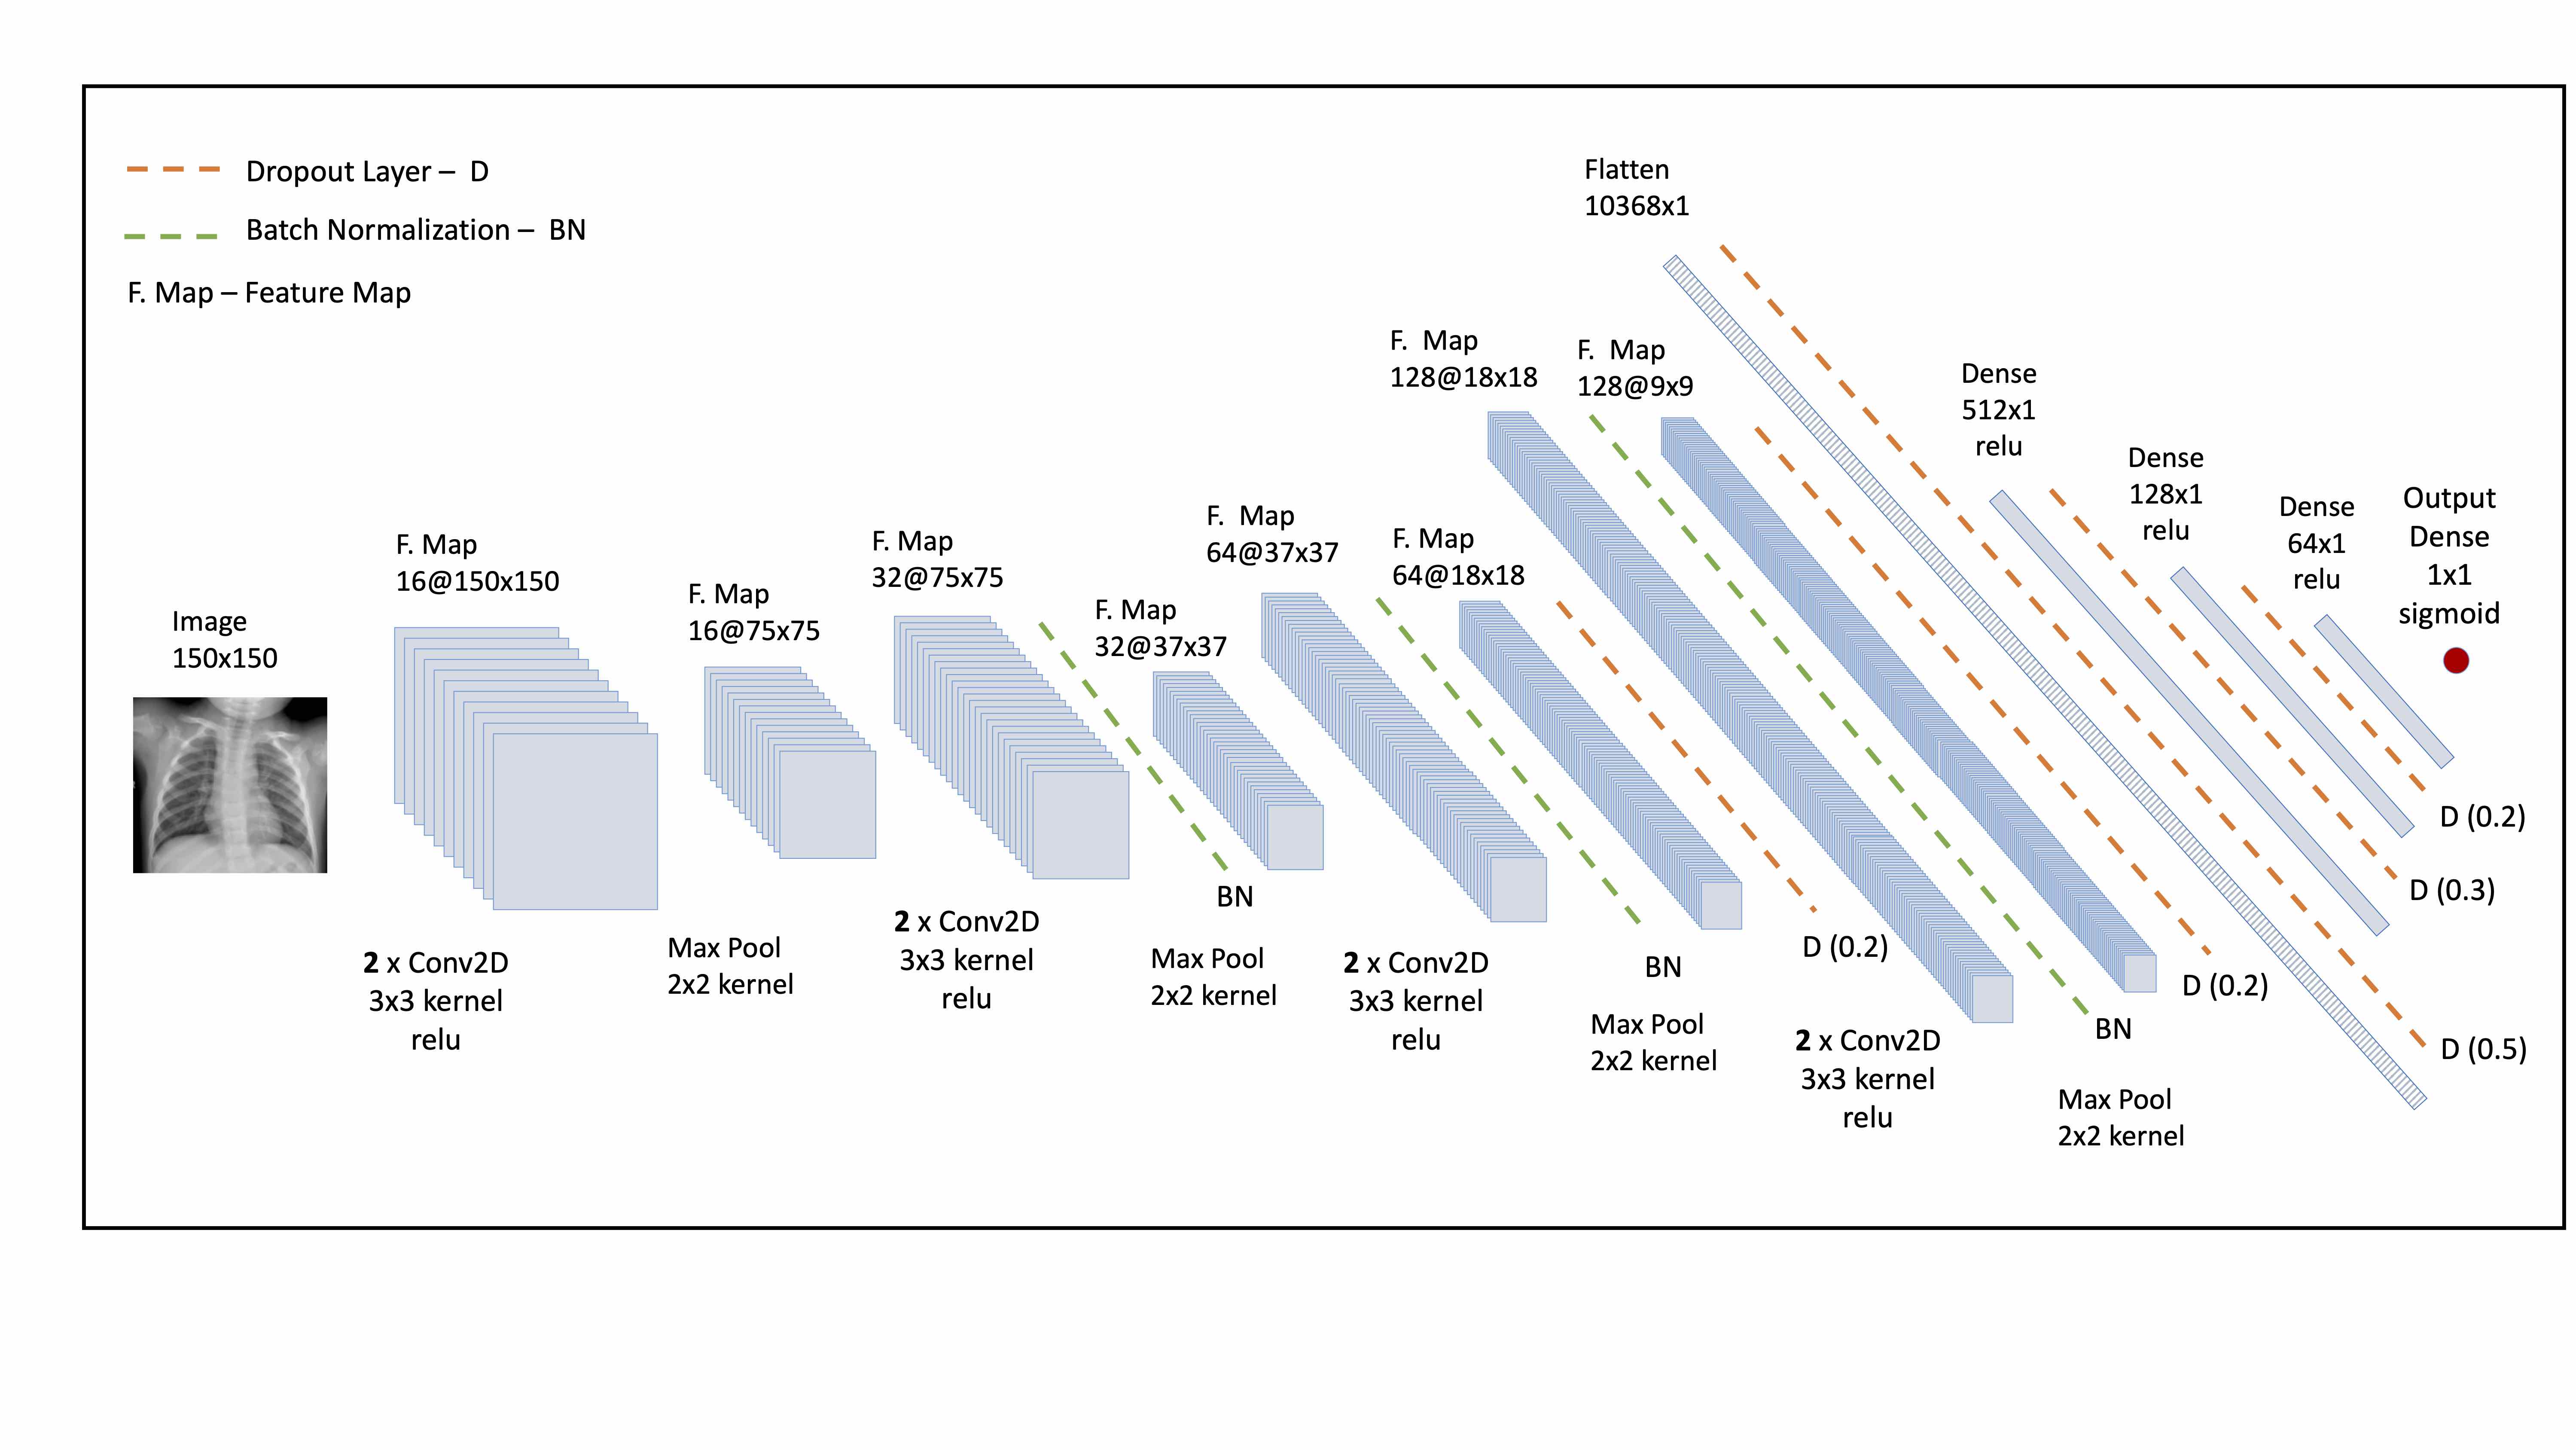 Dropout Layer – D
Batch Normalization – BN
F. Map – Feature Map
Image
150x150
F. Map
16@150x150
2 x Conv2D
3x3 kernel
relu
F. Map
16@75x75
Max Pool
2x2 kernel
F. Map
32@75x75
2 x Conv2D
3x3 kernel
relu
BN
F. Map
32@37x37
Max Pool
2x2 kernel
F. Map
64@37x37
2 x Conv2D
3x3 kernel
relu
BN
F. Map
64@18x18
Max Pool
2x2 kernel
D (0.2)
F. Map
128@18x18
2 x Conv2D
3x3 kernel
relu
BN
F. Map
128@9x9
Max Pool
2x2 kernel
D (0.2)
Flatten
10368x1
D (0.5)
Dense
512x1
relu
D (0.3)
Dense
128x1
relu
D (0.2)
Dense
64x1
relu
Output
Dense
1x1
sigmoid